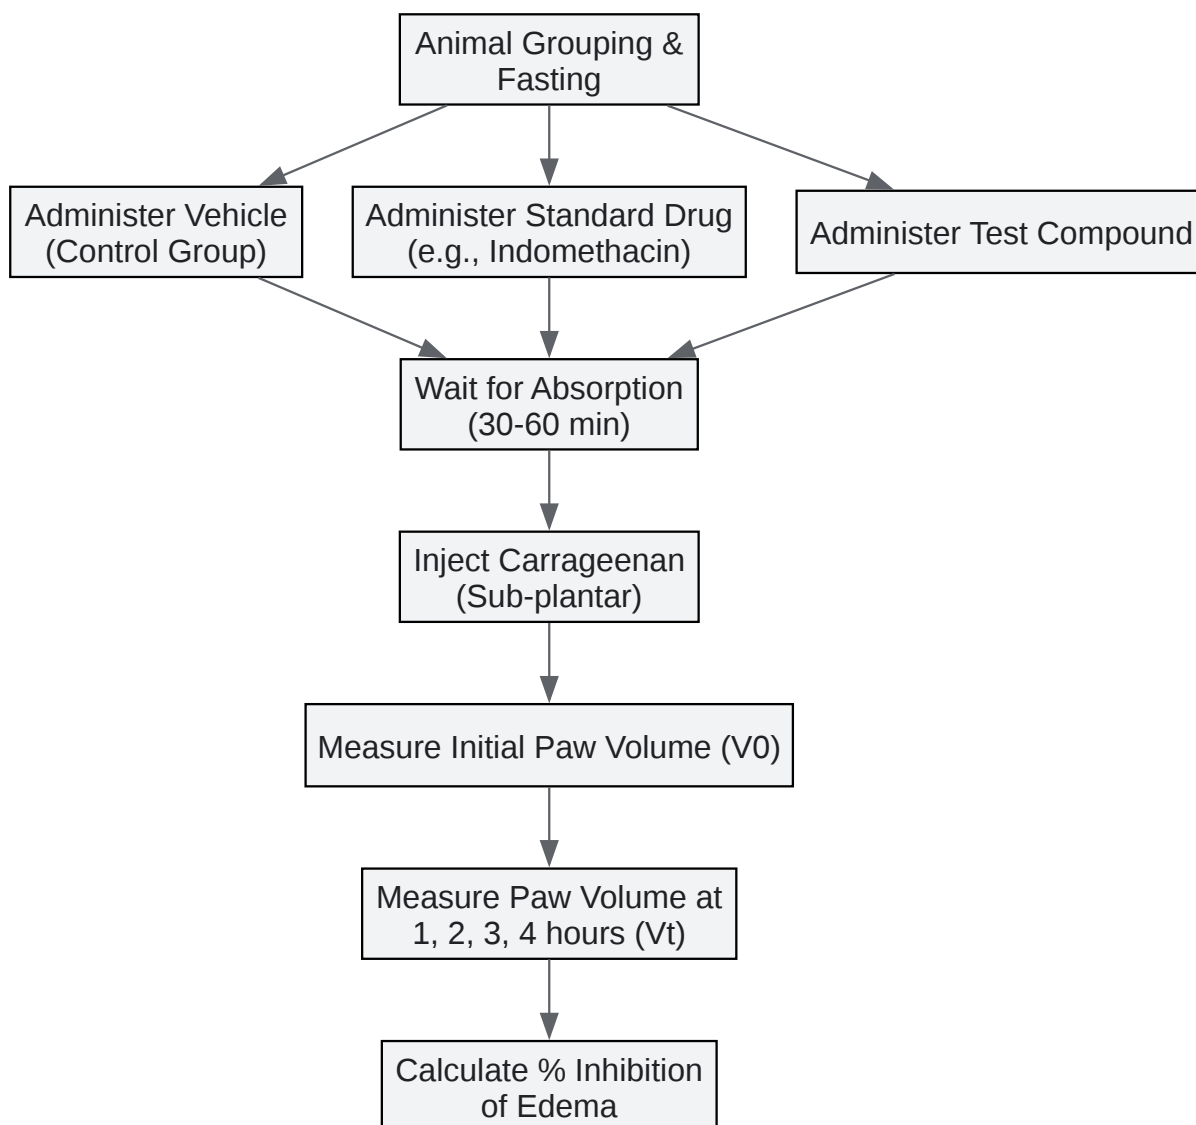 Animal Grouping &
Fasting
Administer Vehicle
(Control Group)
Administer Standard Drug
(e.g., Indomethacin)
Administer Test Compound
Wait for Absorption
(30-60 min)
Inject Carrageenan
(Sub-plantar)
Measure Initial Paw Volume (V0)
Measure Paw Volume at
1, 2, 3, 4 hours (Vt)
Calculate % Inhibition
of Edema